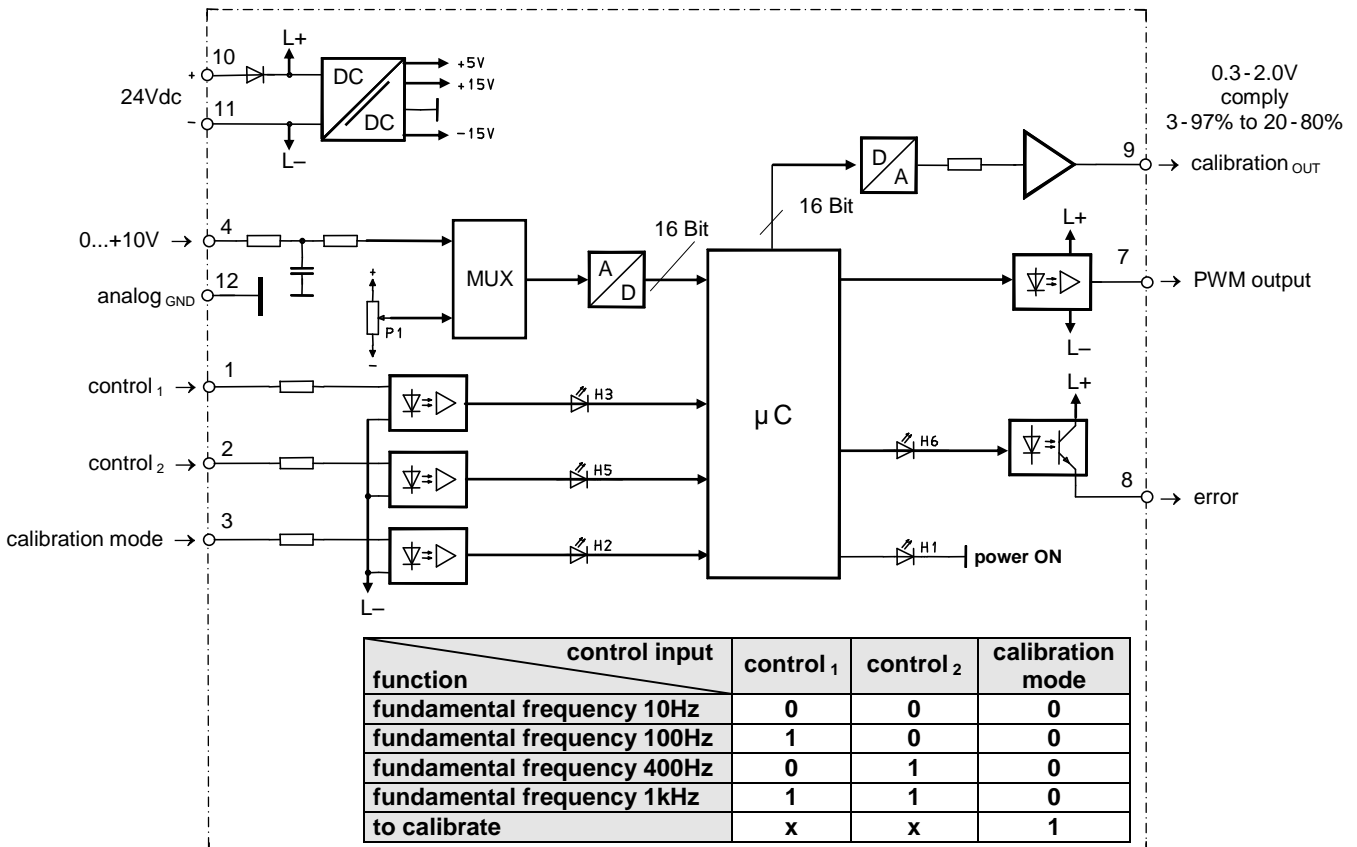 L+
10
+
24Vdc
11
−
L–
DC
DC
+5V
+15V
−15V
0.3-2.0V
comply
3-97% to 20-80%
9
→ calibration OUT
D
A
16 Bit
16 Bit
0...+10V →
4
MUX
A
D
analog GND
12
+
P1
−
L+
7
→ PWM output
L–
control 1 →
1
H3
µC
control 2 →
2
H5
calibration mode →
3
H2
L–
L+
H6
8
→ error
H1
power ON
control input
function
control 1
control 2
calibration
mode
fundamental frequency 10Hz 0 0 0
fundamental frequency 100Hz 1 0 0
fundamental frequency 400Hz 0 1 0
fundamental frequency 1kHz 1 1 0
to calibrate x x 1